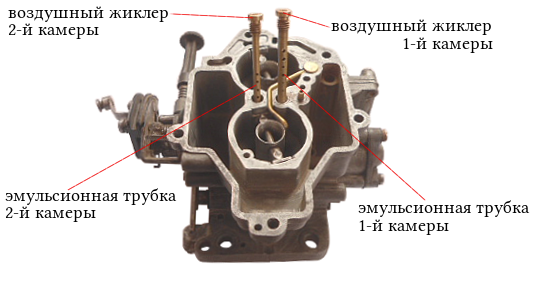 воздушный жиклер
2-й камеры
воздушный жиклер
1-й камеры
эмульсионная трубка
2-й камеры
эмульсионная трубка
1-й камеры